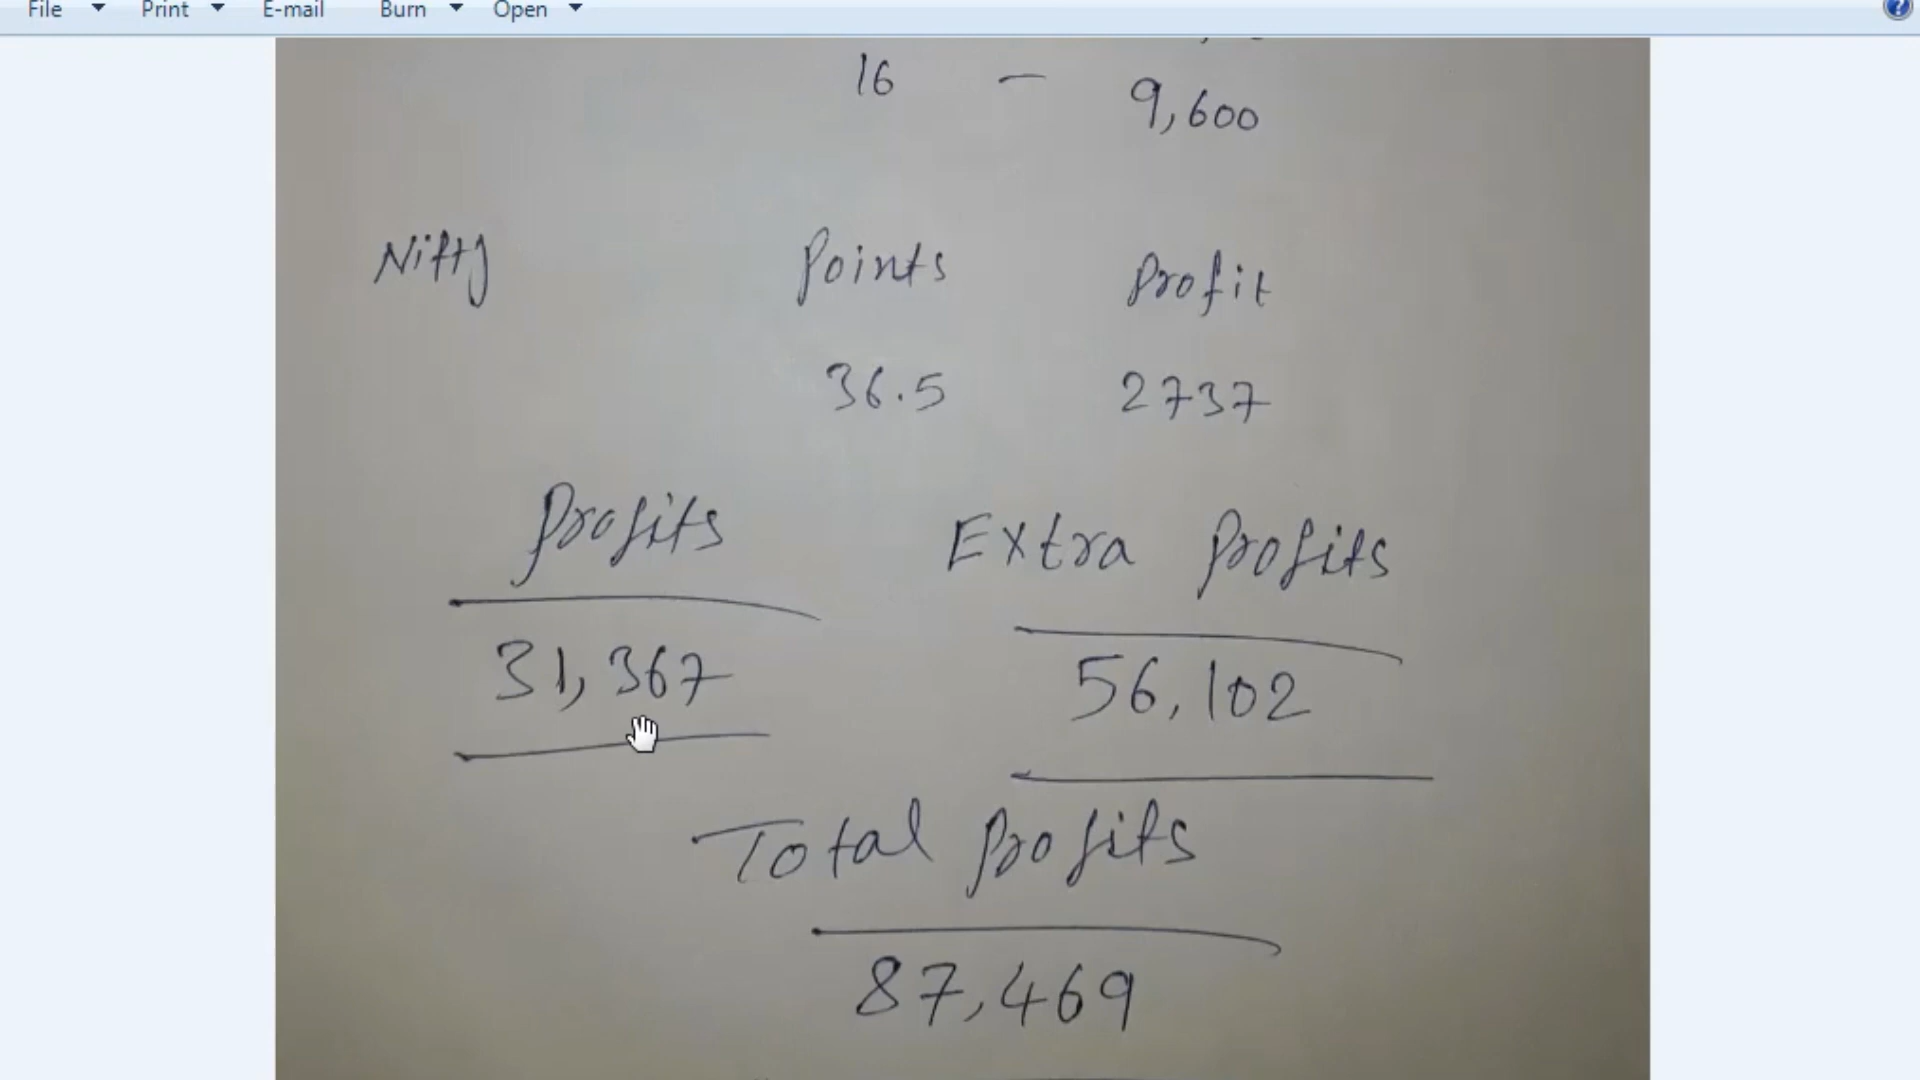 File Print E-mail Burn Open
16 - 9,600
Nifty Points Profit
36.5 2737
Profits Extra Profits
31,367 56,102
Total Profits
87,469